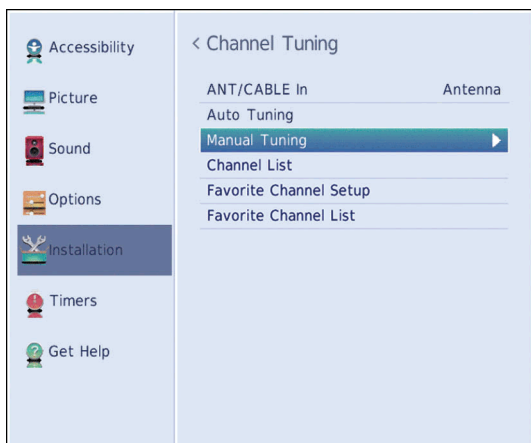 Accessibility
Picture
Sound
Options
Installation
Timers
Get Help
< Channel Tuning
ANT/CABLE In Antenna
Auto Tuning
Manual Tuning
Channel List
Favorite Channel Setup
Favorite Channel List